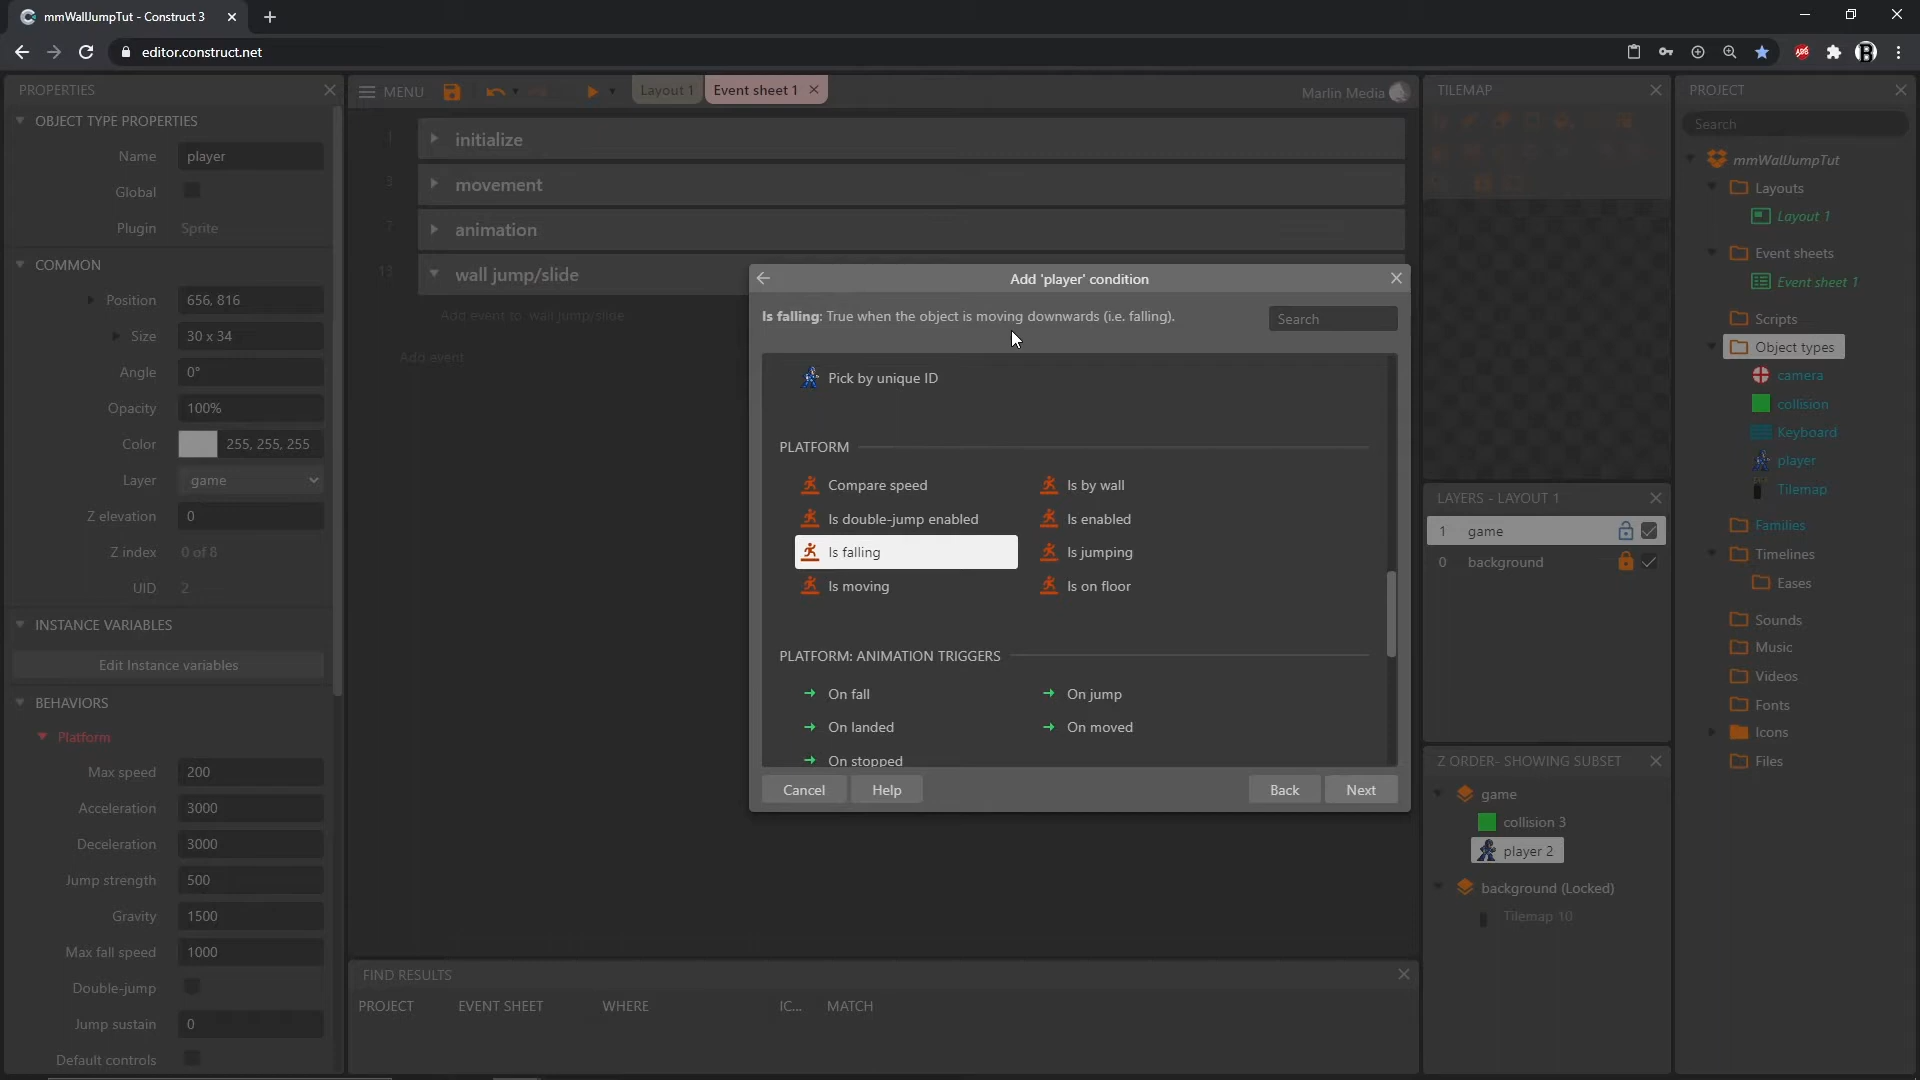 mmWallJumpTut - Construct 3
editor.construct.net
PROPERTIES
OBJECT TYPE PROPERTIES
Name player
Global
Plugin Sprite
COMMON
Position 656, 816
Size 30 x 34
Angle 0°
Opacity 100%
Color 255, 255, 255
Layer game
Z elevation 0
Z index 0 of 8
UID 2
INSTANCE VARIABLES
Edit Instance variables
BEHAVIORS
Platform
Max speed 200
Acceleration 3000
Deceleration 3000
Jump strength 500
Gravity 1500
Max fall speed 1000
Double-jump
Jump sustain 0
Default controls
MENU
Layout 1
Event sheet 1
Marlin Media
1 initialize
3 movement
7 animation
13 wall jump/slide
Add event to 'wall jump/slide'
Add event
Add 'player' condition
Is falling: True when the object is moving downwards (i.e. falling).
Search
Pick by unique ID
PLATFORM
Compare speed
Is by wall
Is double-jump enabled
Is enabled
Is falling
Is jumping
Is moving
Is on floor
PLATFORM: ANIMATION TRIGGERS
On fall
On jump
On landed
On moved
On stopped
Cancel
Help
Back
Next
FIND RESULTS
PROJECT EVENT SHEET WHERE IC... MATCH
TILEMAP
LAYERS - LAYOUT 1
1 game
0 background
Z ORDER- SHOWING SUBSET
game
collision 3
player 2
background (Locked)
Tilemap 10
PROJECT
Search
mmWallJumpTut
Layouts
Layout 1
Event sheets
Event sheet 1
Scripts
Object types
camera
collision
Keyboard
player
Tilemap
Families
Timelines
Eases
Sounds
Music
Videos
Fonts
Icons
Files